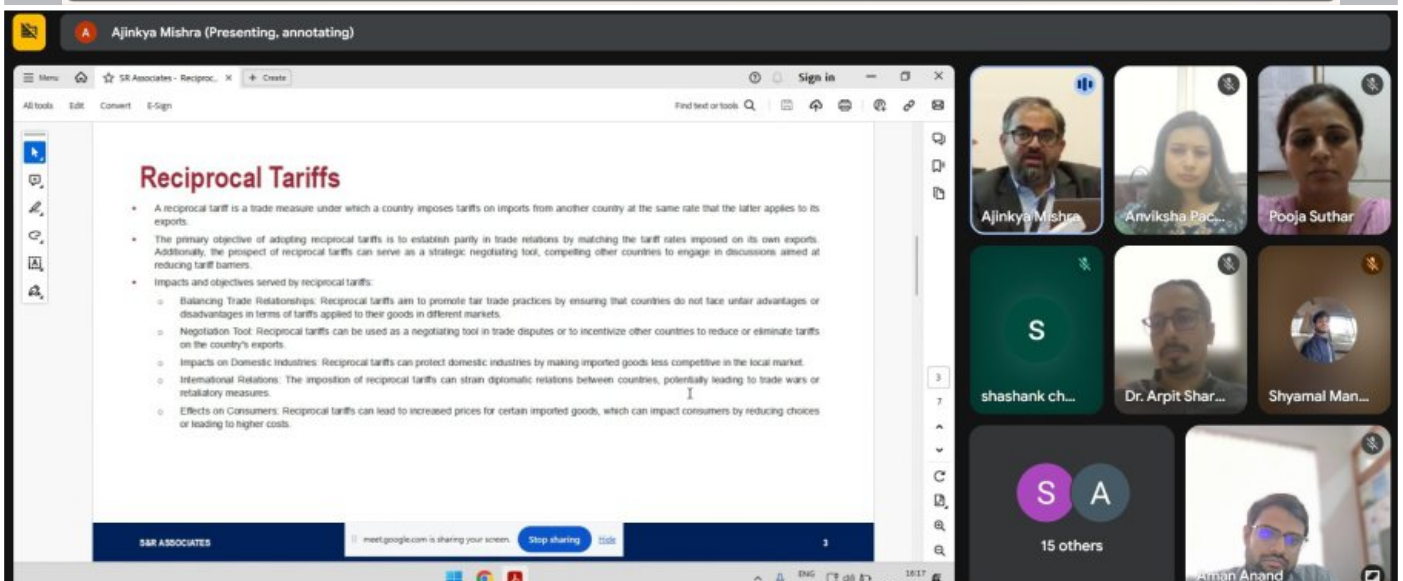 A
Ajinkya Mishra (Presenting, annotating)
Menu
SR Associates - Reciproc...
+ Create
Sign in
All tools
Edit
Convert
E-Sign
Find text or tools
Reciprocal Tariffs
• A reciprocal tariff is a trade measure under which a country imposes tariffs on imports from another country at the same rate that the latter applies to its
exports.
• The primary objective of adopting reciprocal tariffs is to establish parity in trade relations by matching the tariff rates imposed on its own exports.
Additionally, the prospect of reciprocal tariffs can serve as a strategic negotiating tool, compelling other countries to engage in discussions aimed at
reducing tariff barriers.
• Impacts and objectives served by reciprocal tariffs:
o Balancing Trade Relationships: Reciprocal tariffs aim to promote fair trade practices by ensuring that countries do not face unfair advantages or
disadvantages in terms of tariffs applied to their goods in different markets.
o Negotiation Tool: Reciprocal tariffs can be used as a negotiating tool in trade disputes or to incentivize other countries to reduce or eliminate tariffs
on the country's exports.
o Impacts on Domestic Industries: Reciprocal tariffs can protect domestic industries by making imported goods less competitive in the local market.
o International Relations: The imposition of reciprocal tariffs can strain diplomatic relations between countries, potentially leading to trade wars or
retaliatory measures.
o Effects on Consumers: Reciprocal tariffs can lead to increased prices for certain imported goods, which can impact consumers by reducing choices
or leading to higher costs.
3
7
S&R ASSOCIATES
meet.google.com is sharing your screen.
Stop sharing
Hide
3
ENG
16:17
Ajinkya Mishra
Anviksha Pac...
Pooja Suthar
S
shashank ch...
Dr. Arpit Shar...
Shyamal Man...
S A
15 others
Aman Anand